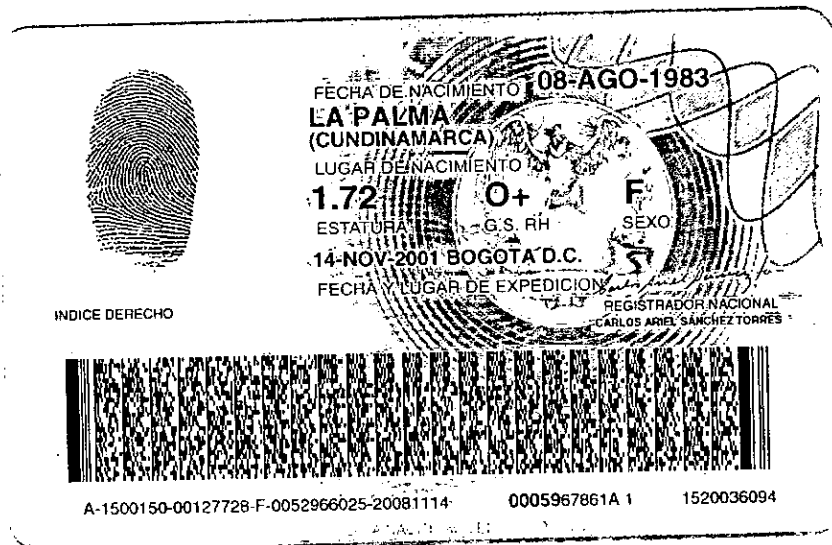 FECHA DE NACIMIENTO 08-AGO-1983
LA PALMA
(CUNDINAMARCA)
LUGAR DE NACIMIENTO
1.72 O+ F
ESTATURA G.S. RH SEXO
14-NOV-2001 BOGOTA D.C.
FECHA Y LUGAR DE EXPEDICION
INDICE DERECHO
REGISTRADOR NACIONAL
CARLOS ARIEL SÁNCHEZ TORRES
A-1500150-00127728-F-0052966025-20081114 0005967861A 1 1520036094